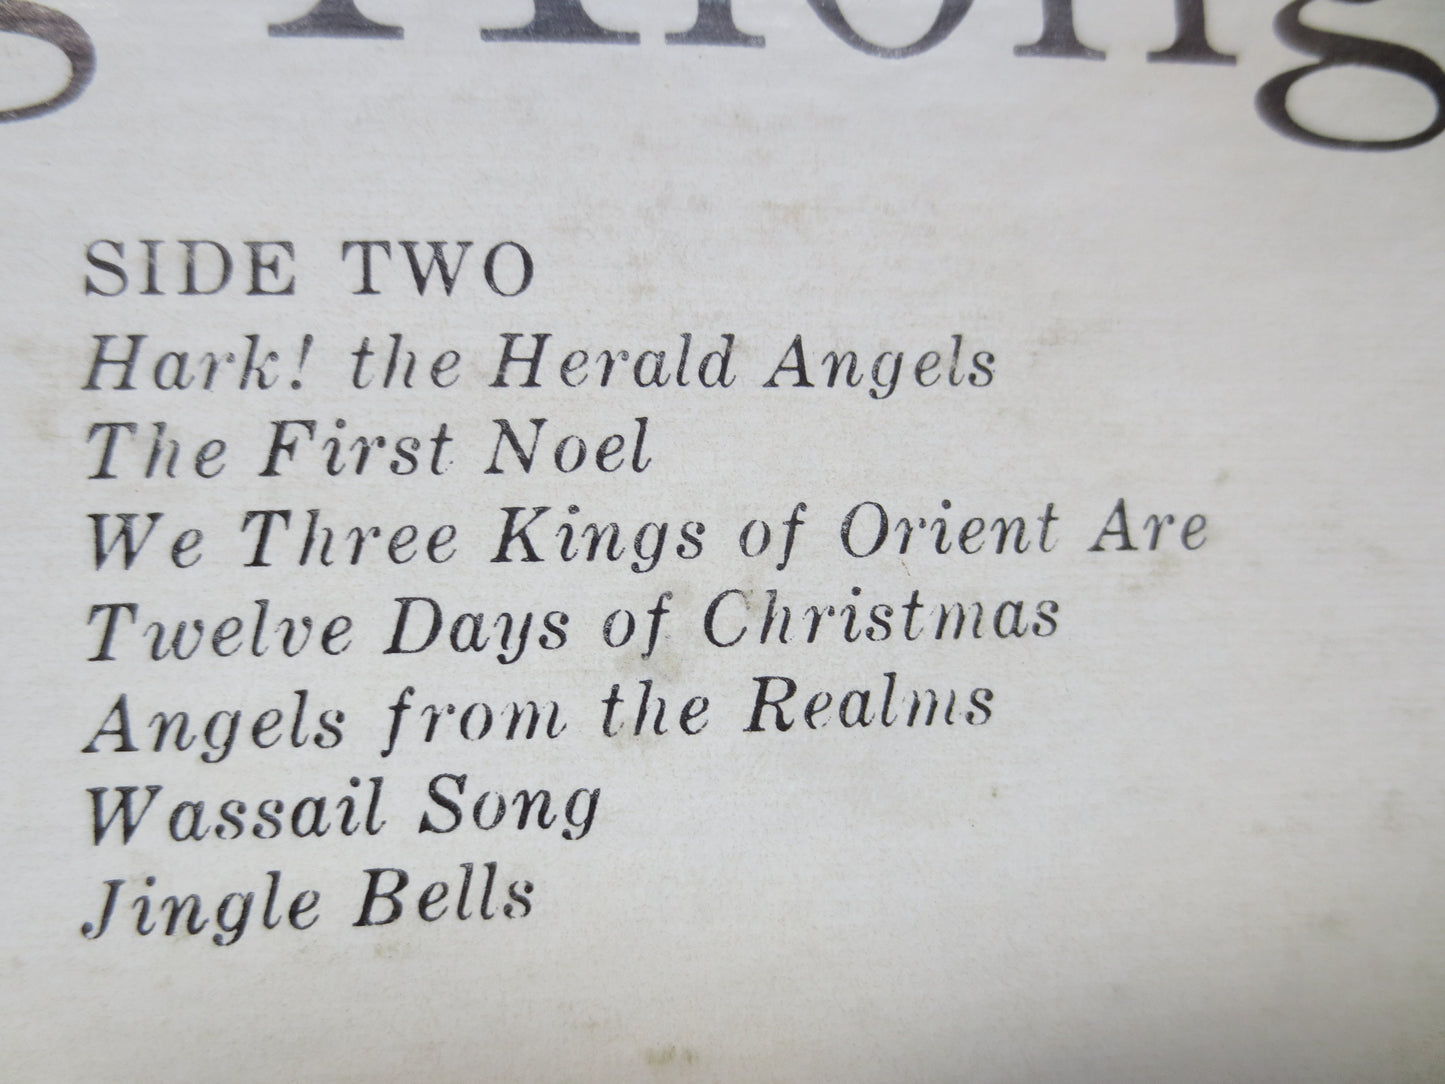 Along
SIDE TWO
Hark! the Herald Angels
The First Noel
We Three Kings of Orient Are
Twelve Days of Christmas
Angels from the Realms
Wassail Song
Jingle Bells